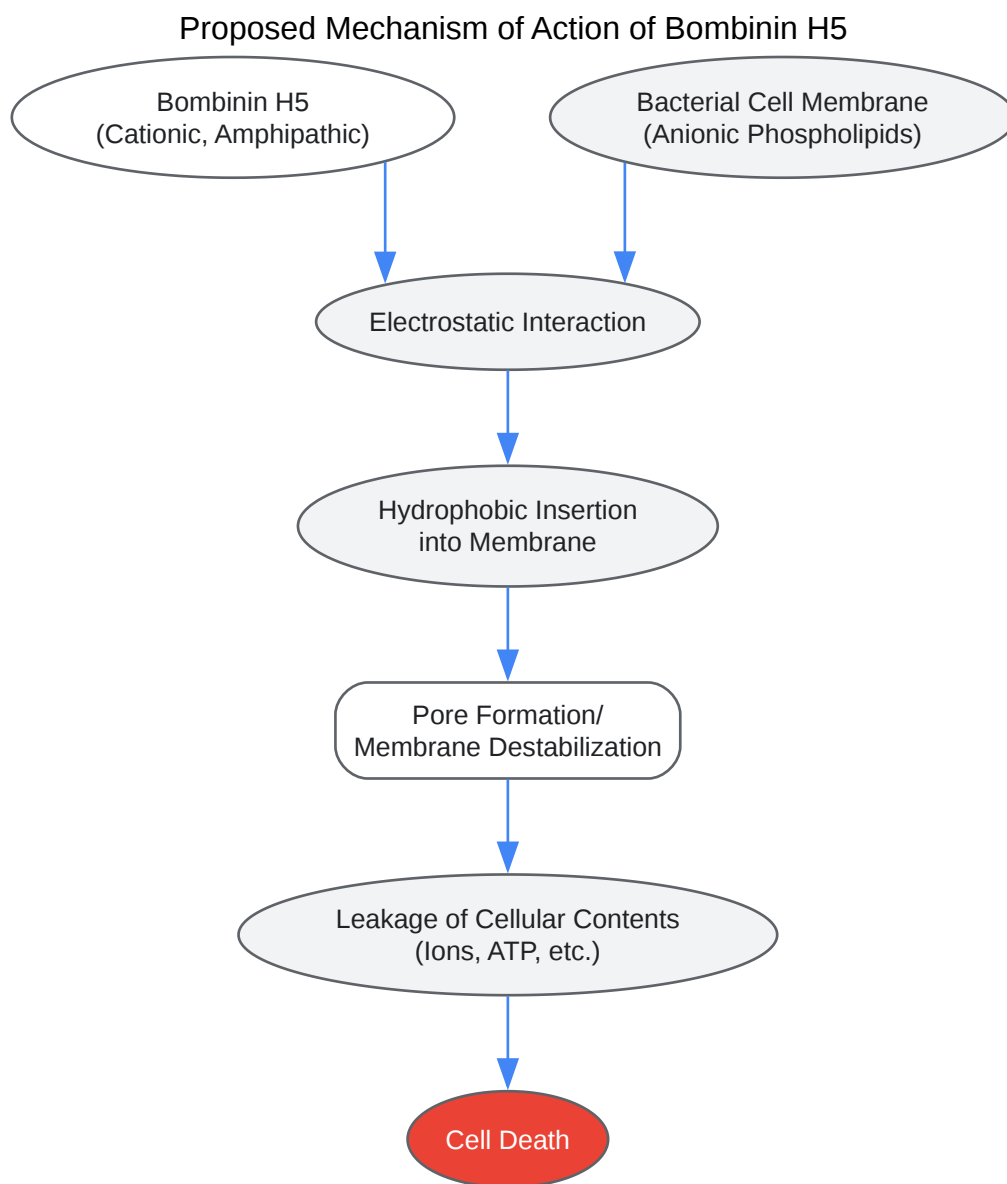 Proposed Mechanism of Action of Bombinin H5
Bombinin H5
(Cationic, Amphipathic)
Bacterial Cell Membrane
(Anionic Phospholipids)
Electrostatic Interaction
Hydrophobic Insertion
into Membrane
Pore Formation/
Membrane Destabilization
Leakage of Cellular Contents
(Ions, ATP, etc.)
Cell Death